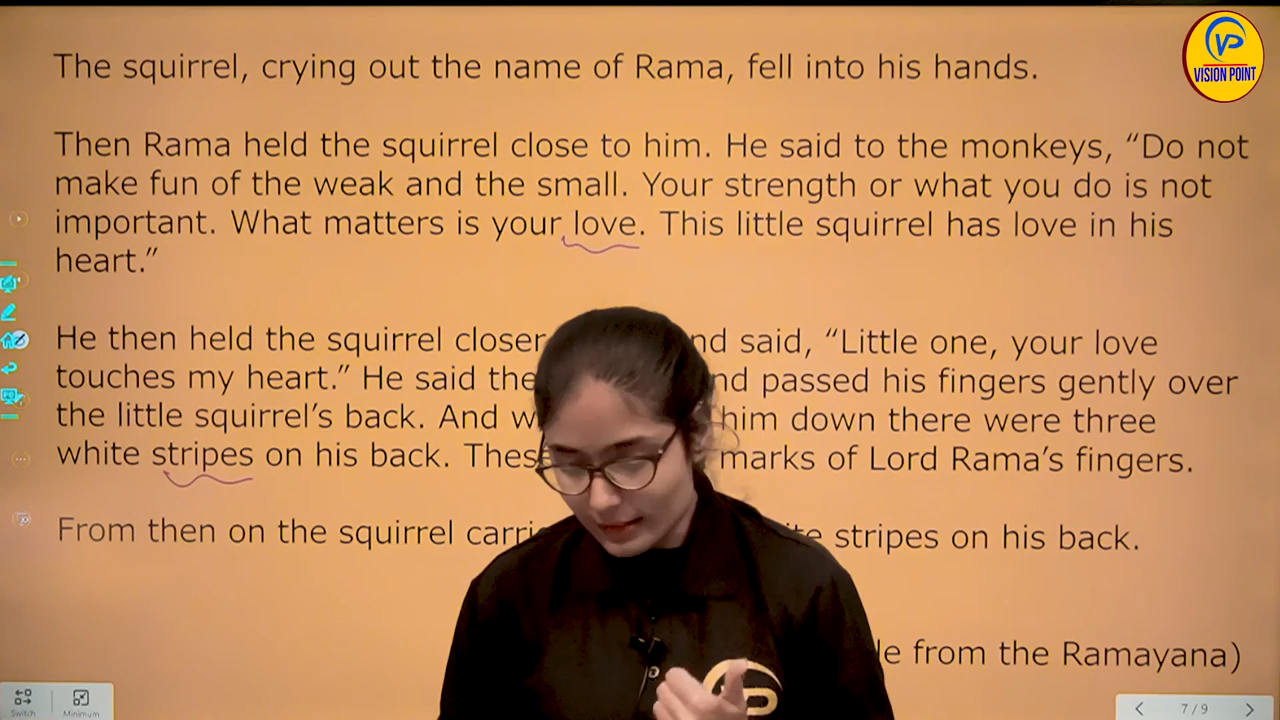 The squirrel, crying out the name of Rama, fell into his hands.
Then Rama held the squirrel close to him. He said to the monkeys, “Do not
make fun of the weak and the small. Your strength or what you do is not
important. What matters is your love. This little squirrel has love in his
heart.”
He then held the squirrel closer nd said, “Little one, your love
touches my heart.” He said the nd passed his fingers gently over
the little squirrel’s back. And w him down there were three
white stripes on his back. These marks of Lord Rama’s fingers.
From then on the squirrel carri te stripes on his back.
le from the Ramayana)
VP
VISION POINT
Switch
Minimum
7/9